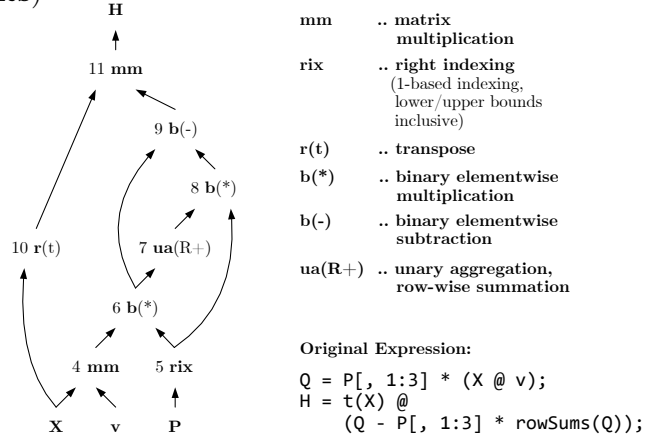 H
11 mm
9 b(-)
8 b(*)
10 r(t)
7 ua(R+)
6 b(*)
4 mm
5 rix
X
v
P
mm .. matrix
multiplication
rix .. right indexing
(1-based indexing,
lower/upper bounds
inclusive)
r(t) .. transpose
b(*) .. binary elementwise
multiplication
b(-) .. binary elementwise
subtraction
ua(R+) .. unary aggregation,
row-wise summation
Original Expression:
Q = P[, 1:3] * (X @ v);
H = t(X) @
(Q - P[, 1:3] * rowSums(Q));